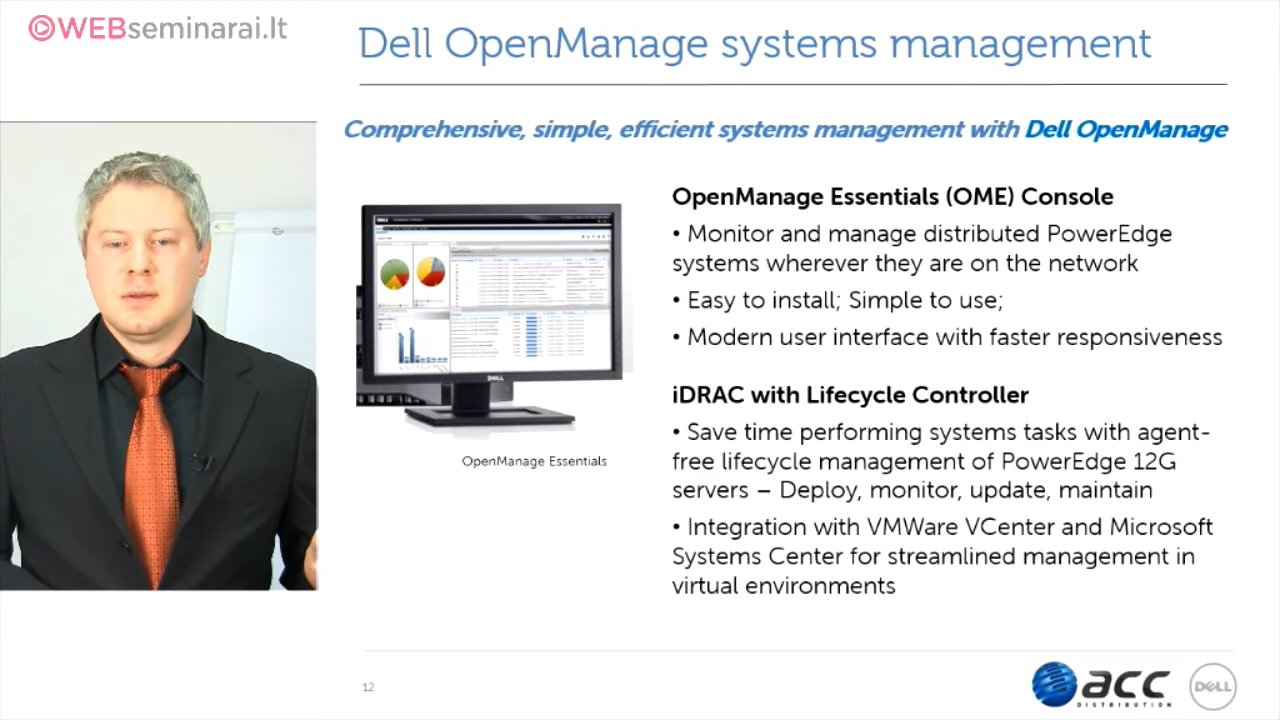 WEBseminarai.lt
Dell OpenManage systems management
Comprehensive, simple, efficient systems management with Dell OpenManage
OpenManage Essentials (OME) Console
• Monitor and manage distributed PowerEdge
systems wherever they are on the network
• Easy to install; Simple to use;
• Modern user interface with faster responsiveness
DELL
OpenManage Essentials
iDRAC with Lifecycle Controller
• Save time performing systems tasks with agent-
free lifecycle management of PowerEdge 12G
servers – Deploy, monitor, update, maintain
• Integration with VMWare VCenter and Microsoft
Systems Center for streamlined management in
virtual environments
12
acc
DISTRIBUTION
DELL